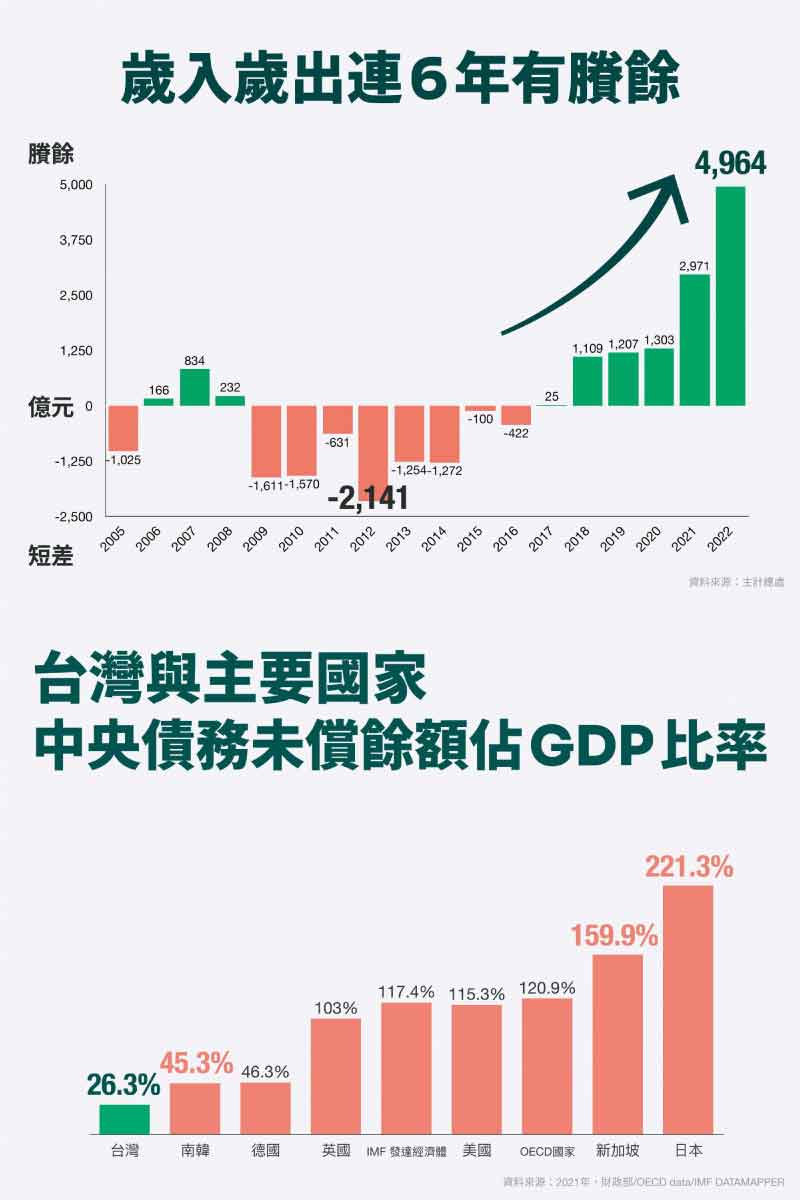 歲入歲出連6年有賸餘
賸餘
4,964
5,000
3,750
2,971
2,500
1,250
1,109 1,207 1,303
834
166 232
25
億元 0
-100
-422
-631
-1,250
-1,025
-1,254 -1,272
-1,611 -1,570
-2,141
-2,500
2005 2006 2007 2008 2009 2010 2011 2012 2013 2014 2015 2016 2017 2018 2019 2020 2021 2022
短差
資料來源：主計總處
台灣與主要國家
中央債務未償餘額佔GDP比率
221.3%
159.9%
117.4% 115.3% 120.9%
103%
45.3% 46.3%
26.3%
台灣 南韓 德國 英國 IMF 發達經濟體 美國 OECD國家 新加坡 日本
資料來源：2021年，財政部/OECD data/IMF DATAMAPPER